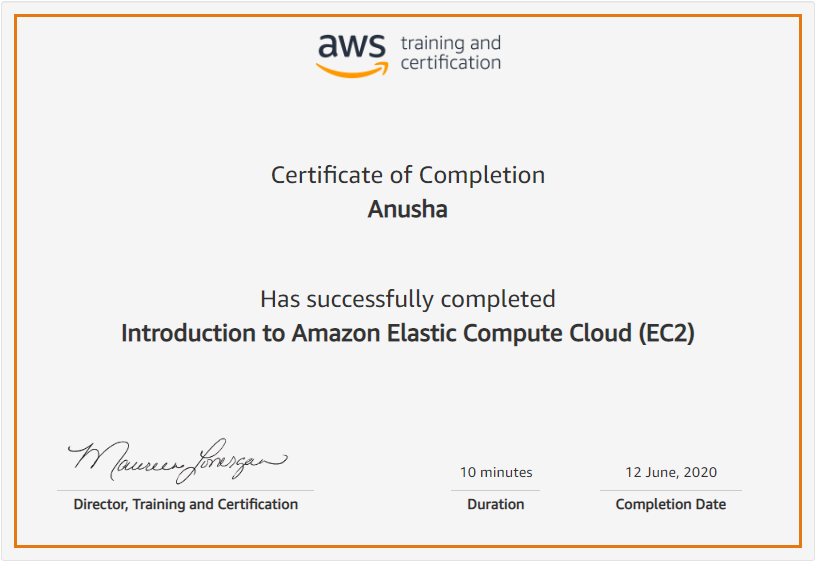 aws training and
certification
Certificate of Completion
Anusha
Has successfully completed
Introduction to Amazon Elastic Compute Cloud (EC2)
Maureen Lonergan
10 minutes
12 June, 2020
Director, Training and Certification
Duration
Completion Date